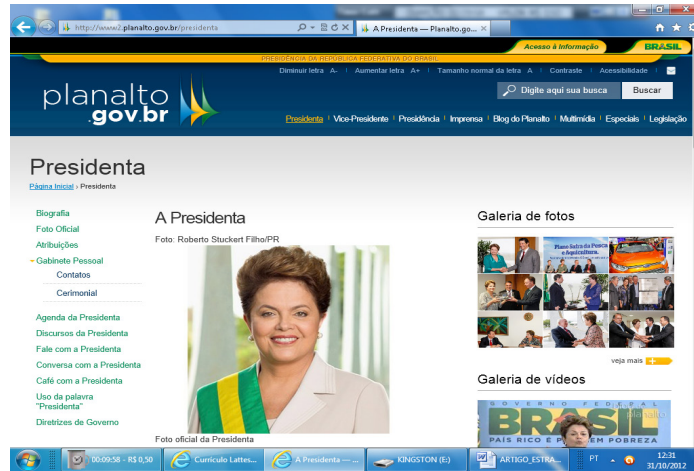 http://www2.planalto.gov.br/presidenta
A Presidenta — Planalto.go...
Acesso à Informação
BRASIL
PRESIDÊNCIA DA REPÚBLICA FEDERATIVA DO BRASIL
Diminuir letra A- Aumentar letra A+ Tamanho normal da letra A Contraste Acessibilidade
planalto
.gov.br
Digite aqui sua busca
Buscar
Presidenta Vice-Presidente Presidência Imprensa Blog do Planalto Multimídia Especiais Legislação
Presidenta
Página Inicial › Presidenta
Biografia
Foto Oficial
Atribuições
Gabinete Pessoal
Contatos
Cerimonial
Agenda da Presidenta
Discursos da Presidenta
Fale com a Presidenta
Conversa com a Presidenta
Café com a Presidenta
Uso da palavra
"Presidenta"
Diretrizes de Governo
A Presidenta
Foto: Roberto Stuckert Filho/PR
Foto oficial da Presidenta
Galeria de fotos
Plano Safra da Pesca
e Aquicultura.
veja mais +
Galeria de vídeos
GOVERNO FEDERAL
BRASIL
PAÍS RICO É PAÍS SEM POBREZA
planalto
00:09:58 - R$ 0,50
Currículo Lattes...
A Presidenta — ...
KINGSTON (E:)
ARTIGO_ESTRA...
PT
12:31
31/10/2012